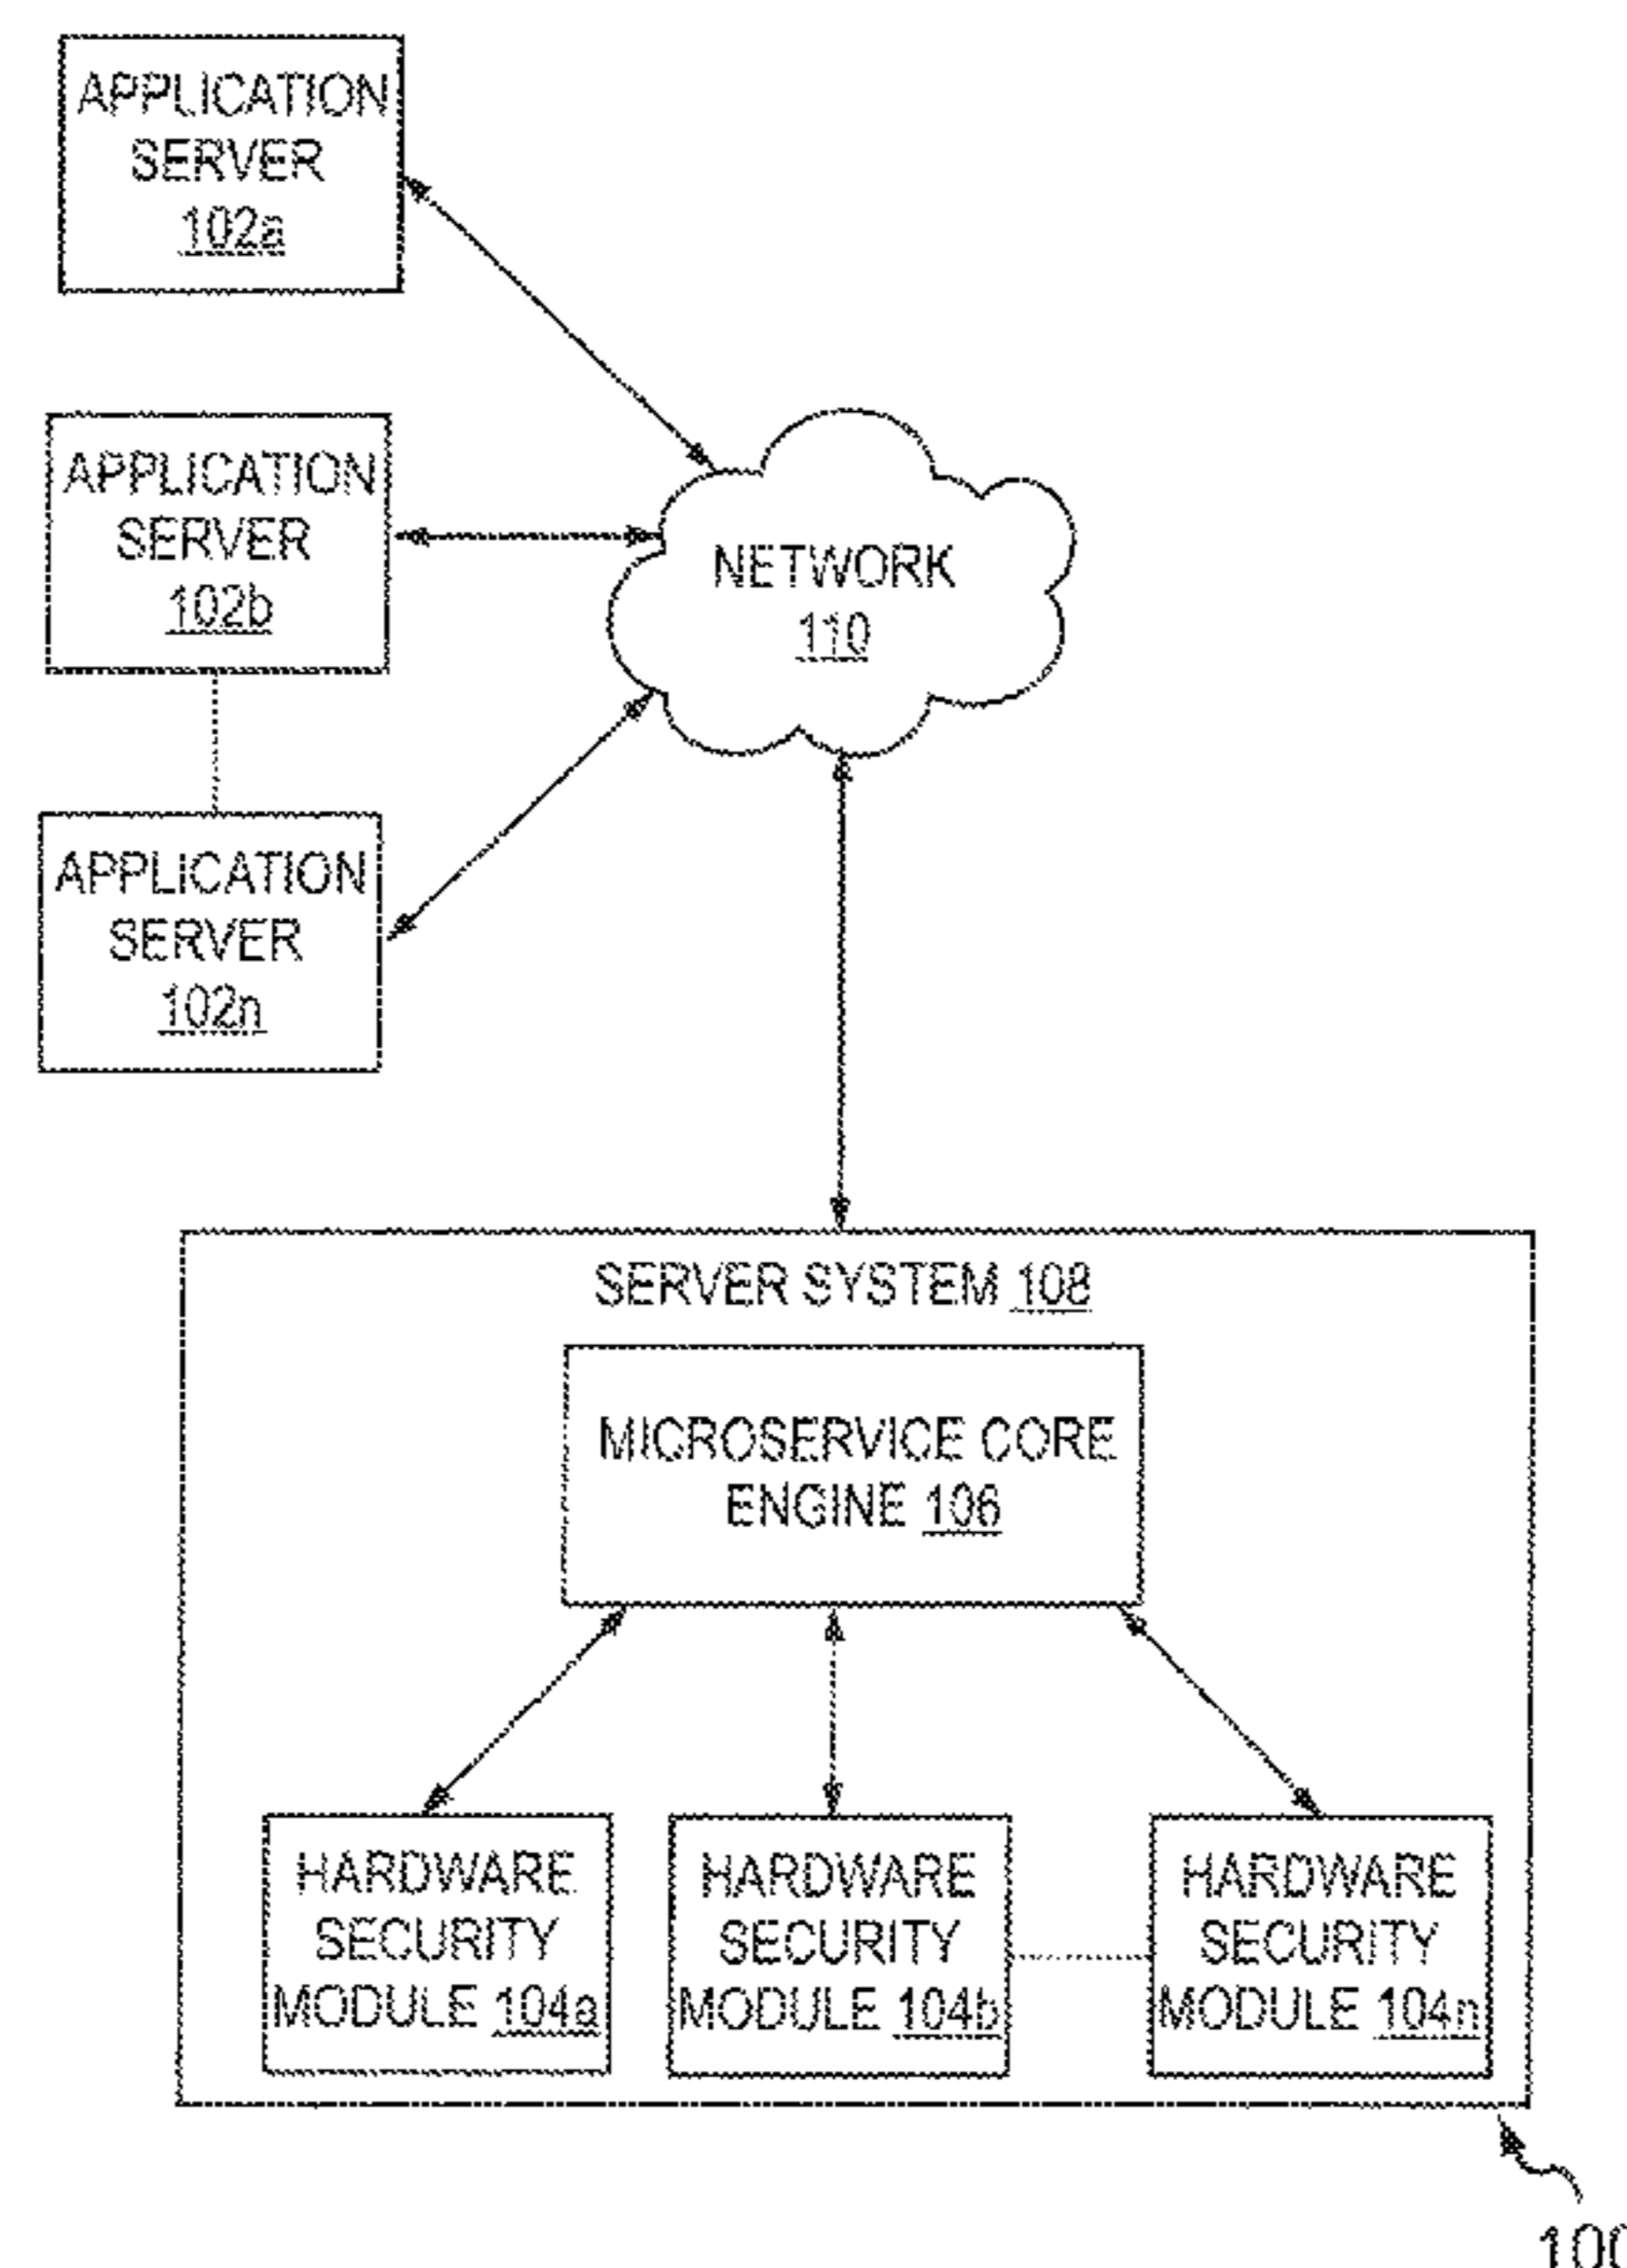 APPLICATION
SERVER
102a
APPLICATION
SERVER
102b
NETWORK
110
APPLICATION
SERVER
102n
SERVER SYSTEM 108
MICROSERVICE CORE
ENGINE 106
HARDWARE
SECURITY
MODULE 104a
HARDWARE
SECURITY
MODULE 104b
HARDWARE
SECURITY
MODULE 104n
100